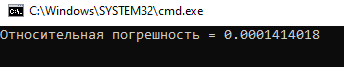 C:\Windows\SYSTEM32\cmd.exe
Относительная погрешность = 0.0001414018